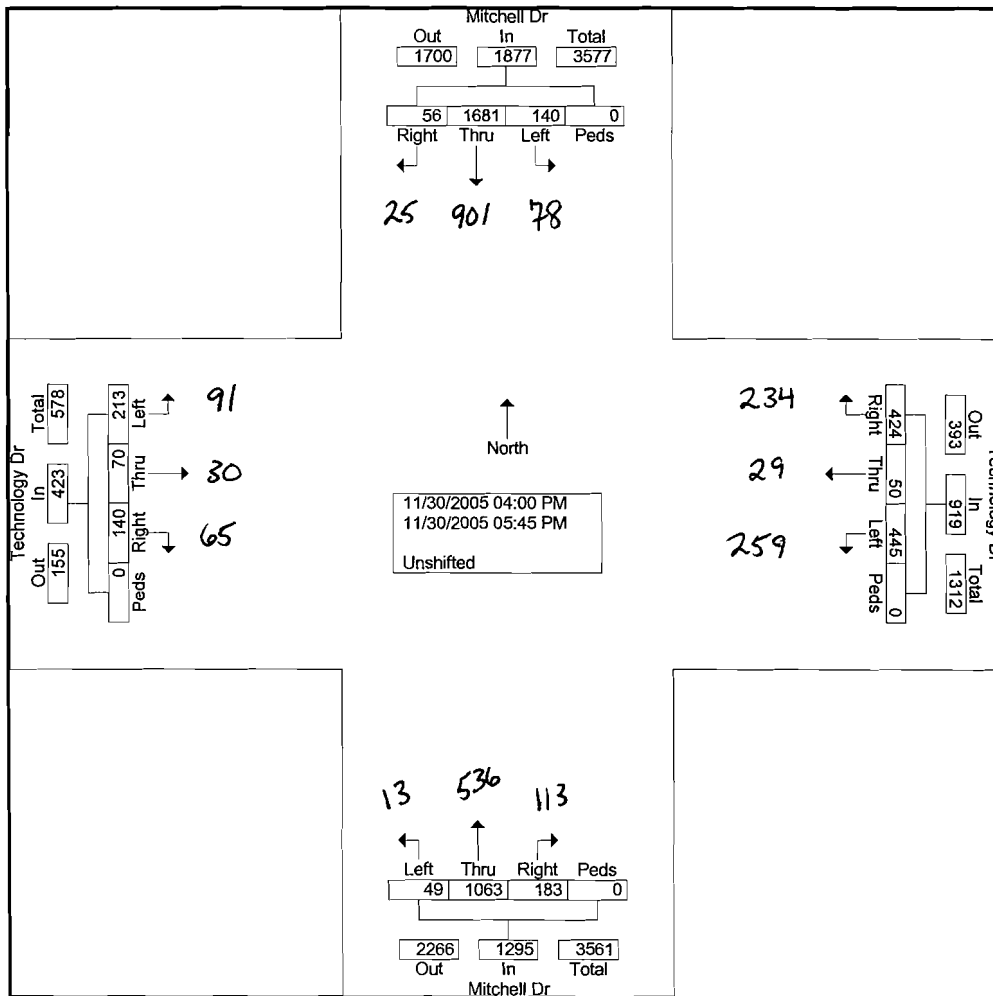 Mitchell Dr
Out In Total
1700 1877 3577
56 1681 140 0
Right Thru Left Peds
25 901 78
Technology Dr
Total In Out
578 423 155
213 70 140 0
Left Thru Right Peds
91
30
65
North
11/30/2005 04:00 PM
11/30/2005 05:45 PM
Unshifted
234
29
259
Right Thru Left Peds
424 50 445 0
Out In Total
393 919 1312
Technology Dr
13 536 113
Left Thru Right Peds
49 1063 183 0
2266 1295 3561
Out In Total
Mitchell Dr